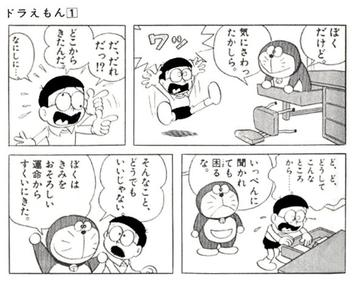 ドラえもん1
ぼく
だけど。
気にさわっ
たかしら。
ワッ
だ、だれ
だっ!?
どこから
きたんだ。
なにしに…
ど、ど、
どうして
こんな
ところ
から…
いっぺんに
聞かれ
ても
困る
な。
そんなこと、
どうでも
いいじゃない
ぼくは
きみを
おそろしい
運命から
すくいにきた。